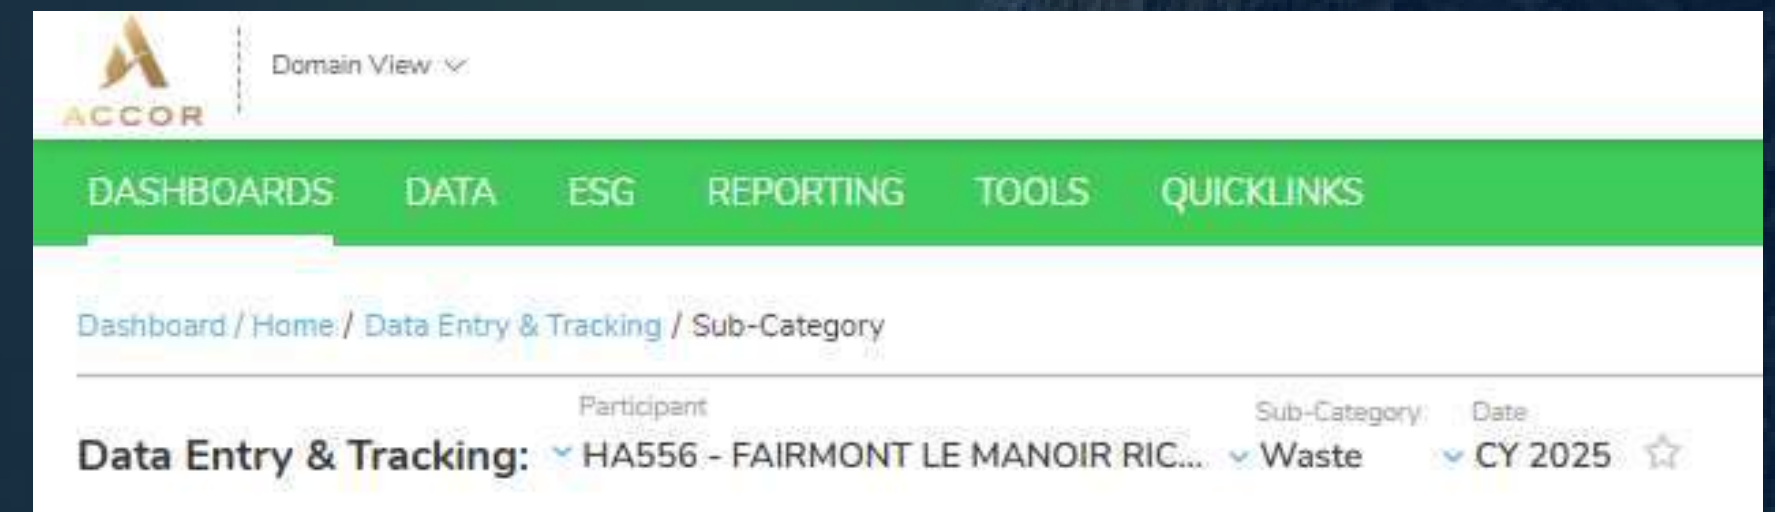 ACCOR
Domain View
DASHBOARDS DATA ESG REPORTING TOOLS QUICKLINKS
Dashboard / Home / Data Entry & Tracking / Sub-Category
Participant Sub-Category Date
Data Entry & Tracking: HA556 - FAIRMONT LE MANOIR RIC... Waste CY 2025